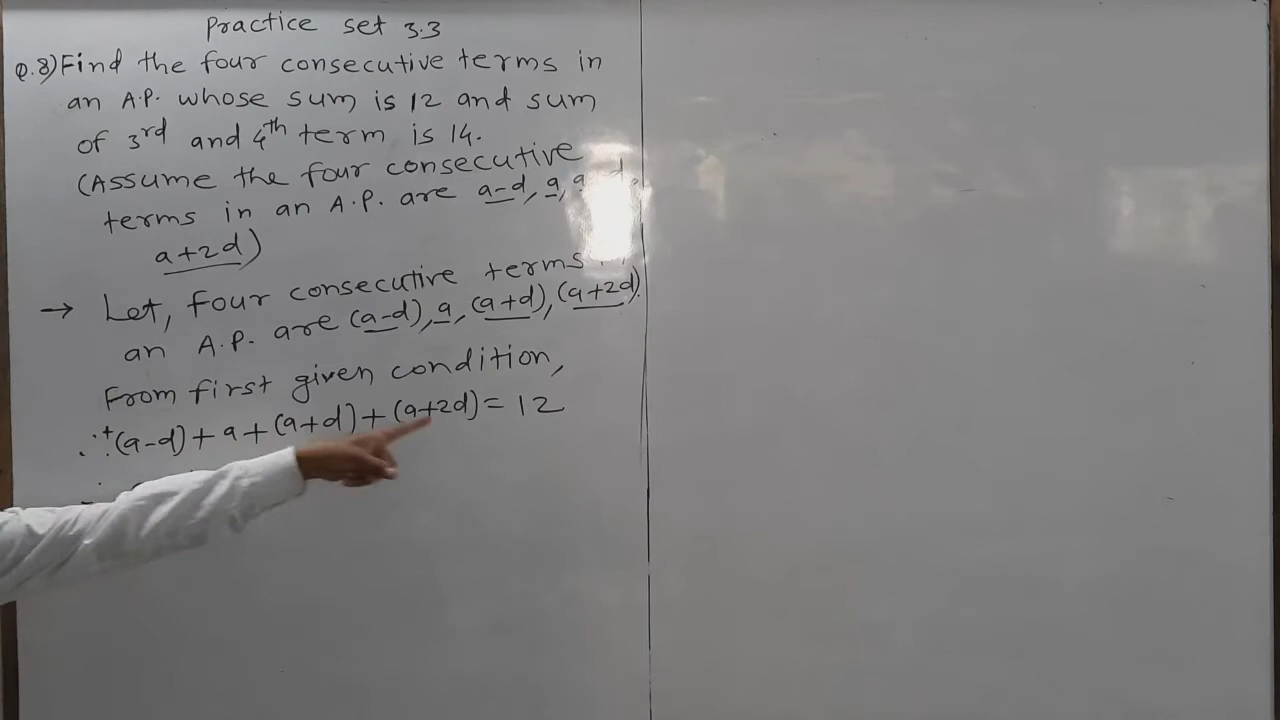 Practice set 3.3
Q.8) Find the four consecutive terms in
an A.P. whose sum is 12 and sum
of 3rd and 4th term is 14.
(Assume the four consecutive
terms in an A.P. are a-d, a,
a+2d)
→ Let, four consecutive terms
an A.P. are (a-d), a, (a+d), (a+2d).
From first given condition,
∴ +(a-d) + a + (a+d) + (a+2d) = 12